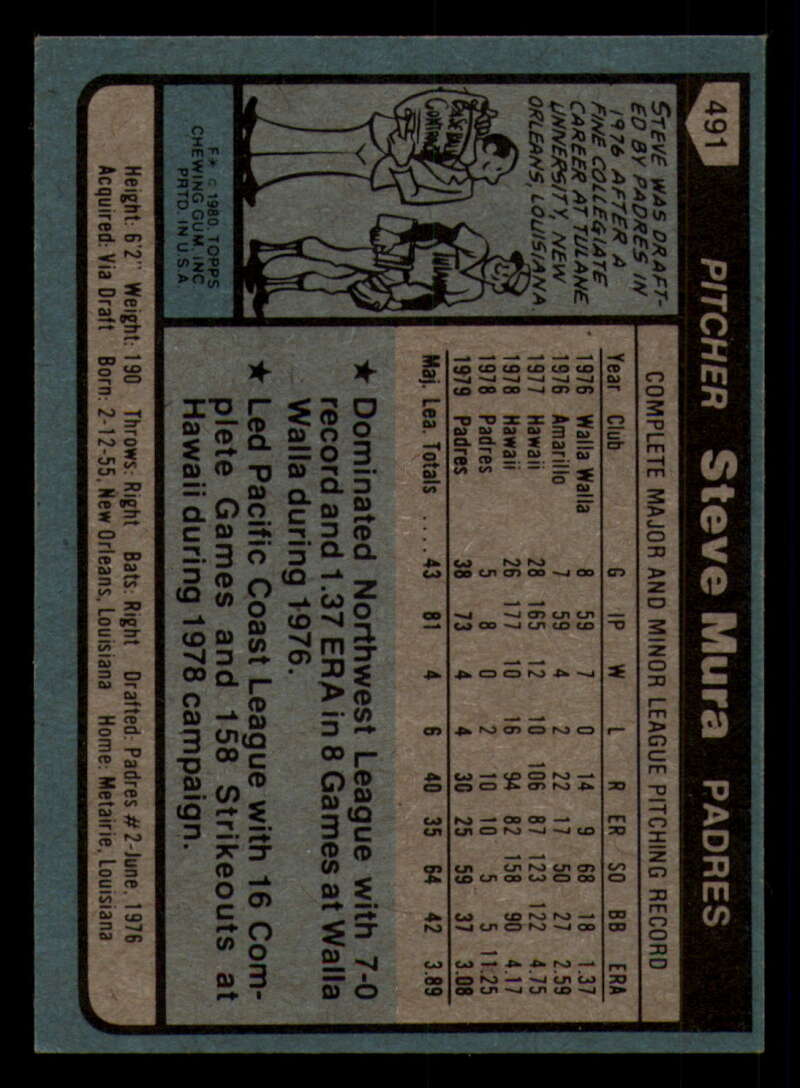 491 PITCHER Steve Mura PADRES
STEVE WAS DRAFT-
ED BY PADRES IN
1976 AFTER A
FINE COLLEGIATE
CAREER AT TULANE
UNIVERSITY, NEW
ORLEANS, LOUISIANA.
BASEBALL
CONTRACT
TULANE
F* © 1980 TOPPS
CHEWING GUM, INC.
PRTD. IN U.S.A.
COMPLETE MAJOR AND MINOR LEAGUE PITCHING RECORD
Year Club G IP W L R ER SO BB ERA
1976 Walla Walla 8 59 7 0 14 9 68 18 1.37
1976 Amarillo 7 59 4 2 22 17 50 27 2.59
1977 Hawaii 28 165 12 10 106 87 123 122 4.75
1978 Hawaii 26 177 10 16 94 82 158 90 4.17
1978 Padres 5 8 0 2 10 10 5 5 11.25
1979 Padres 38 73 4 4 30 25 59 37 3.08
Maj. Lea. Totals .... 43 81 4 6 40 35 64 42 3.89
★ Dominated Northwest League with 7-0
record and 1.37 ERA in 8 Games at Walla
Walla during 1976.
★ Led Pacific Coast League with 16 Com-
plete Games and 158 Strikeouts at
Hawaii during 1978 campaign.
Height: 6'2" Weight: 190 Throws: Right Bats: Right Drafted: Padres #2-June, 1976
Acquired: Via Draft Born: 2-12-55, New Orleans, Louisiana Home: Metairie, Louisiana